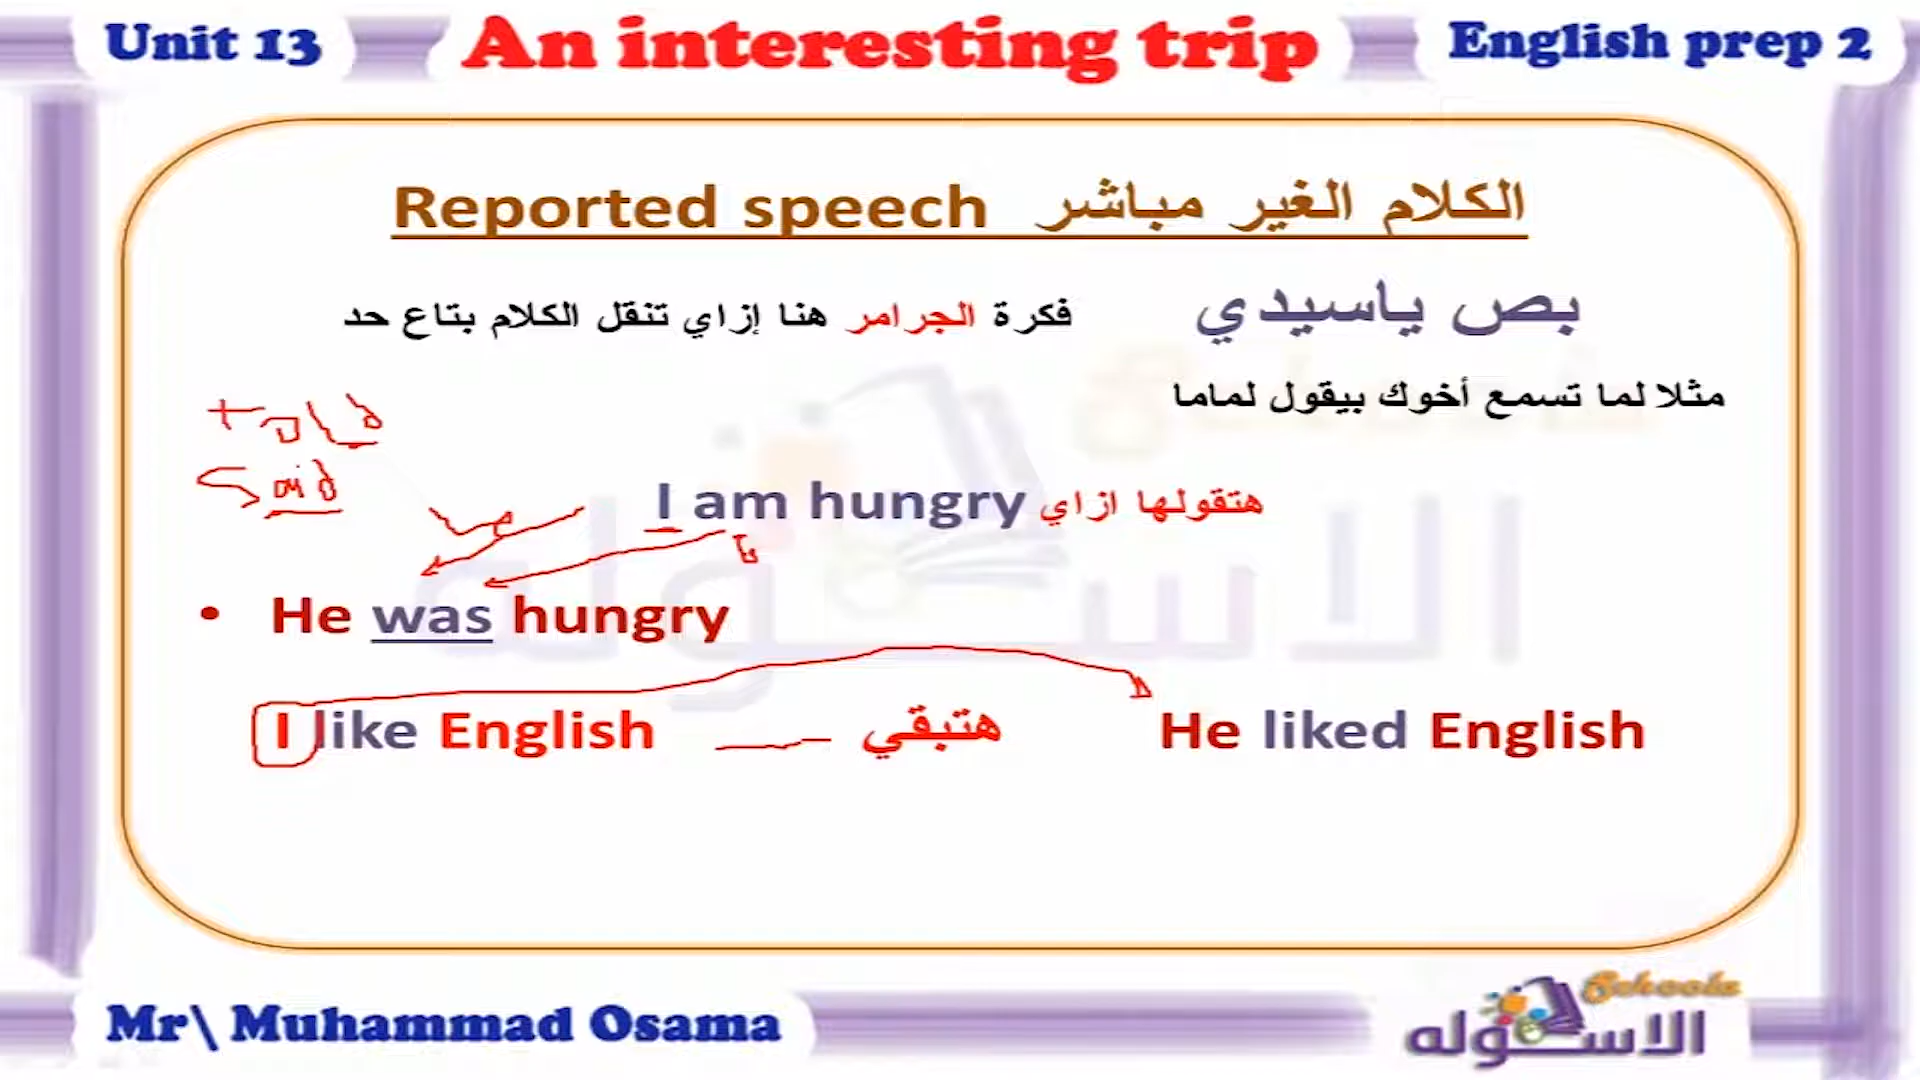 Unit 13 An interesting trip English prep 2
Reported speech الكلام الغير مباشر
بص ياسيدي فكرة الجرامر هنا إزاي تنقل الكلام بتاع حد
مثلا لما تسمع أخوك بيقول لماما
told
Said
I am hungry هتقولها ازاي
• He was hungry
I like English هتبقي He liked English
Mr\ Muhammad Osama
Schools
الاسكوله